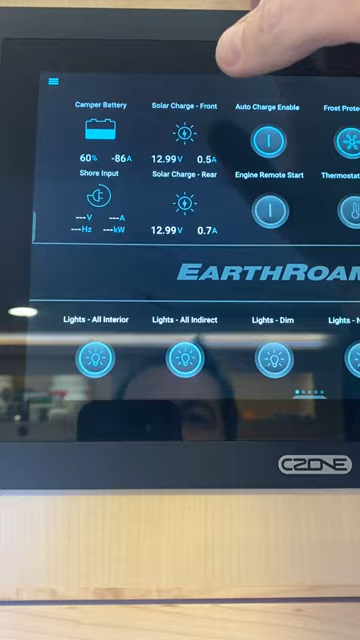 Camper Battery Solar Charge - Front Auto Charge Enable Frost Prote
60% -86A 12.99V 0.5A
Shore Input Solar Charge - Rear Engine Remote Start Thermostat
---V ---A
---Hz ---kW 12.99V 0.7A
EARTHROAM
Lights - All Interior Lights - All Indirect Lights - Dim Lights - N
CZONE